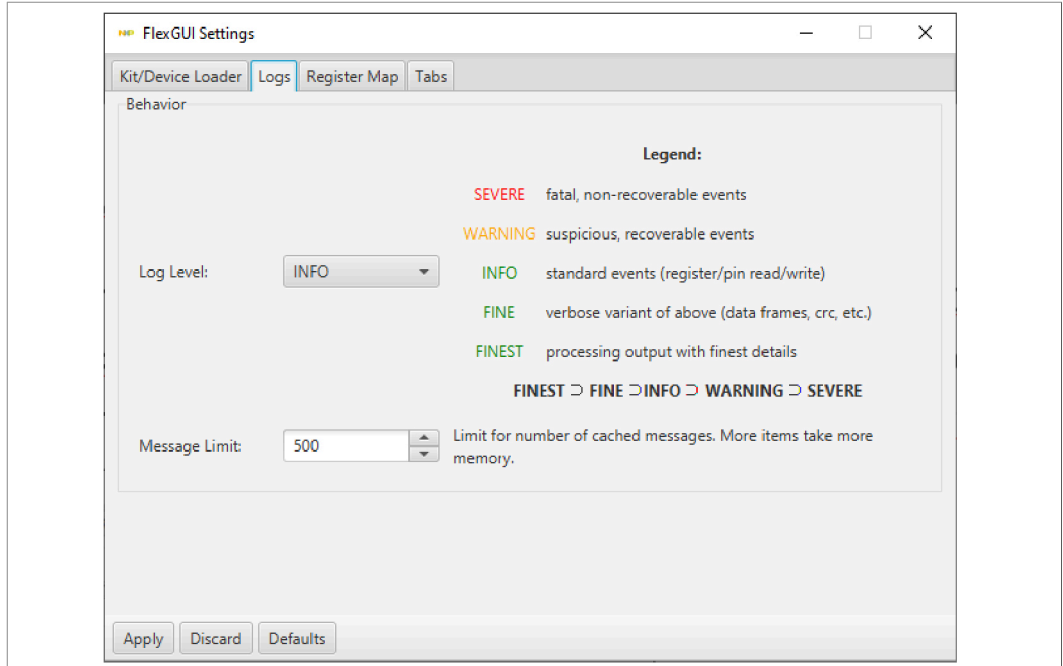 NXP FlexGUI Settings
Kit/Device Loader Logs Register Map Tabs
Behavior
Legend:
SEVERE fatal, non-recoverable events
WARNING suspicious, recoverable events
Log Level: INFO INFO standard events (register/pin read/write)
FINE verbose variant of above (data frames, crc, etc.)
FINEST processing output with finest details
FINEST ⊃ FINE ⊃INFO ⊃ WARNING ⊃ SEVERE
Message Limit: 500 Limit for number of cached messages. More items take more
memory.
Apply Discard Defaults